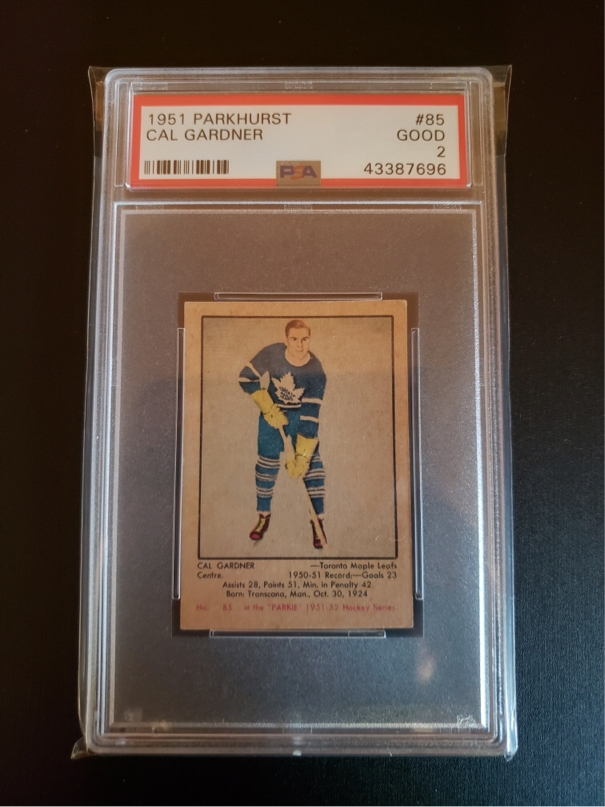 1951 PARKHURST #85
CAL GARDNER GOOD
2
PSA 43387696
CAL GARDNER —Toronto Maple Leafs
Centre. 1950-51 Record:—Goals 23
Assists 28, Points 51, Min. in Penalty 42
Born: Transcona, Man., Oct. 30, 1924
No. 85 in the "PARKIE" 1951-52 Hockey Series